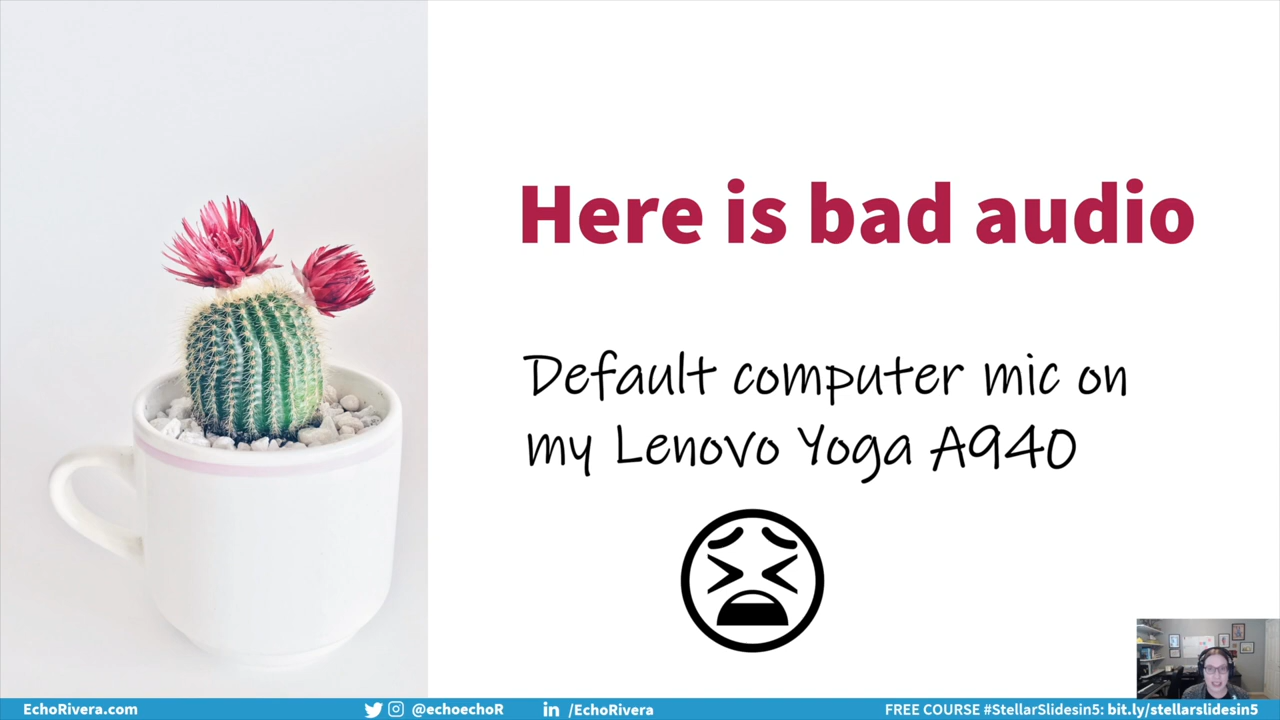 Here is bad audio
Default computer mic on
my Lenovo Yoga A940
EchoRivera.com
@echoechoR
in /EchoRivera
FREE COURSE #StellarSlidesin5: bit.ly/stellarslidesin5